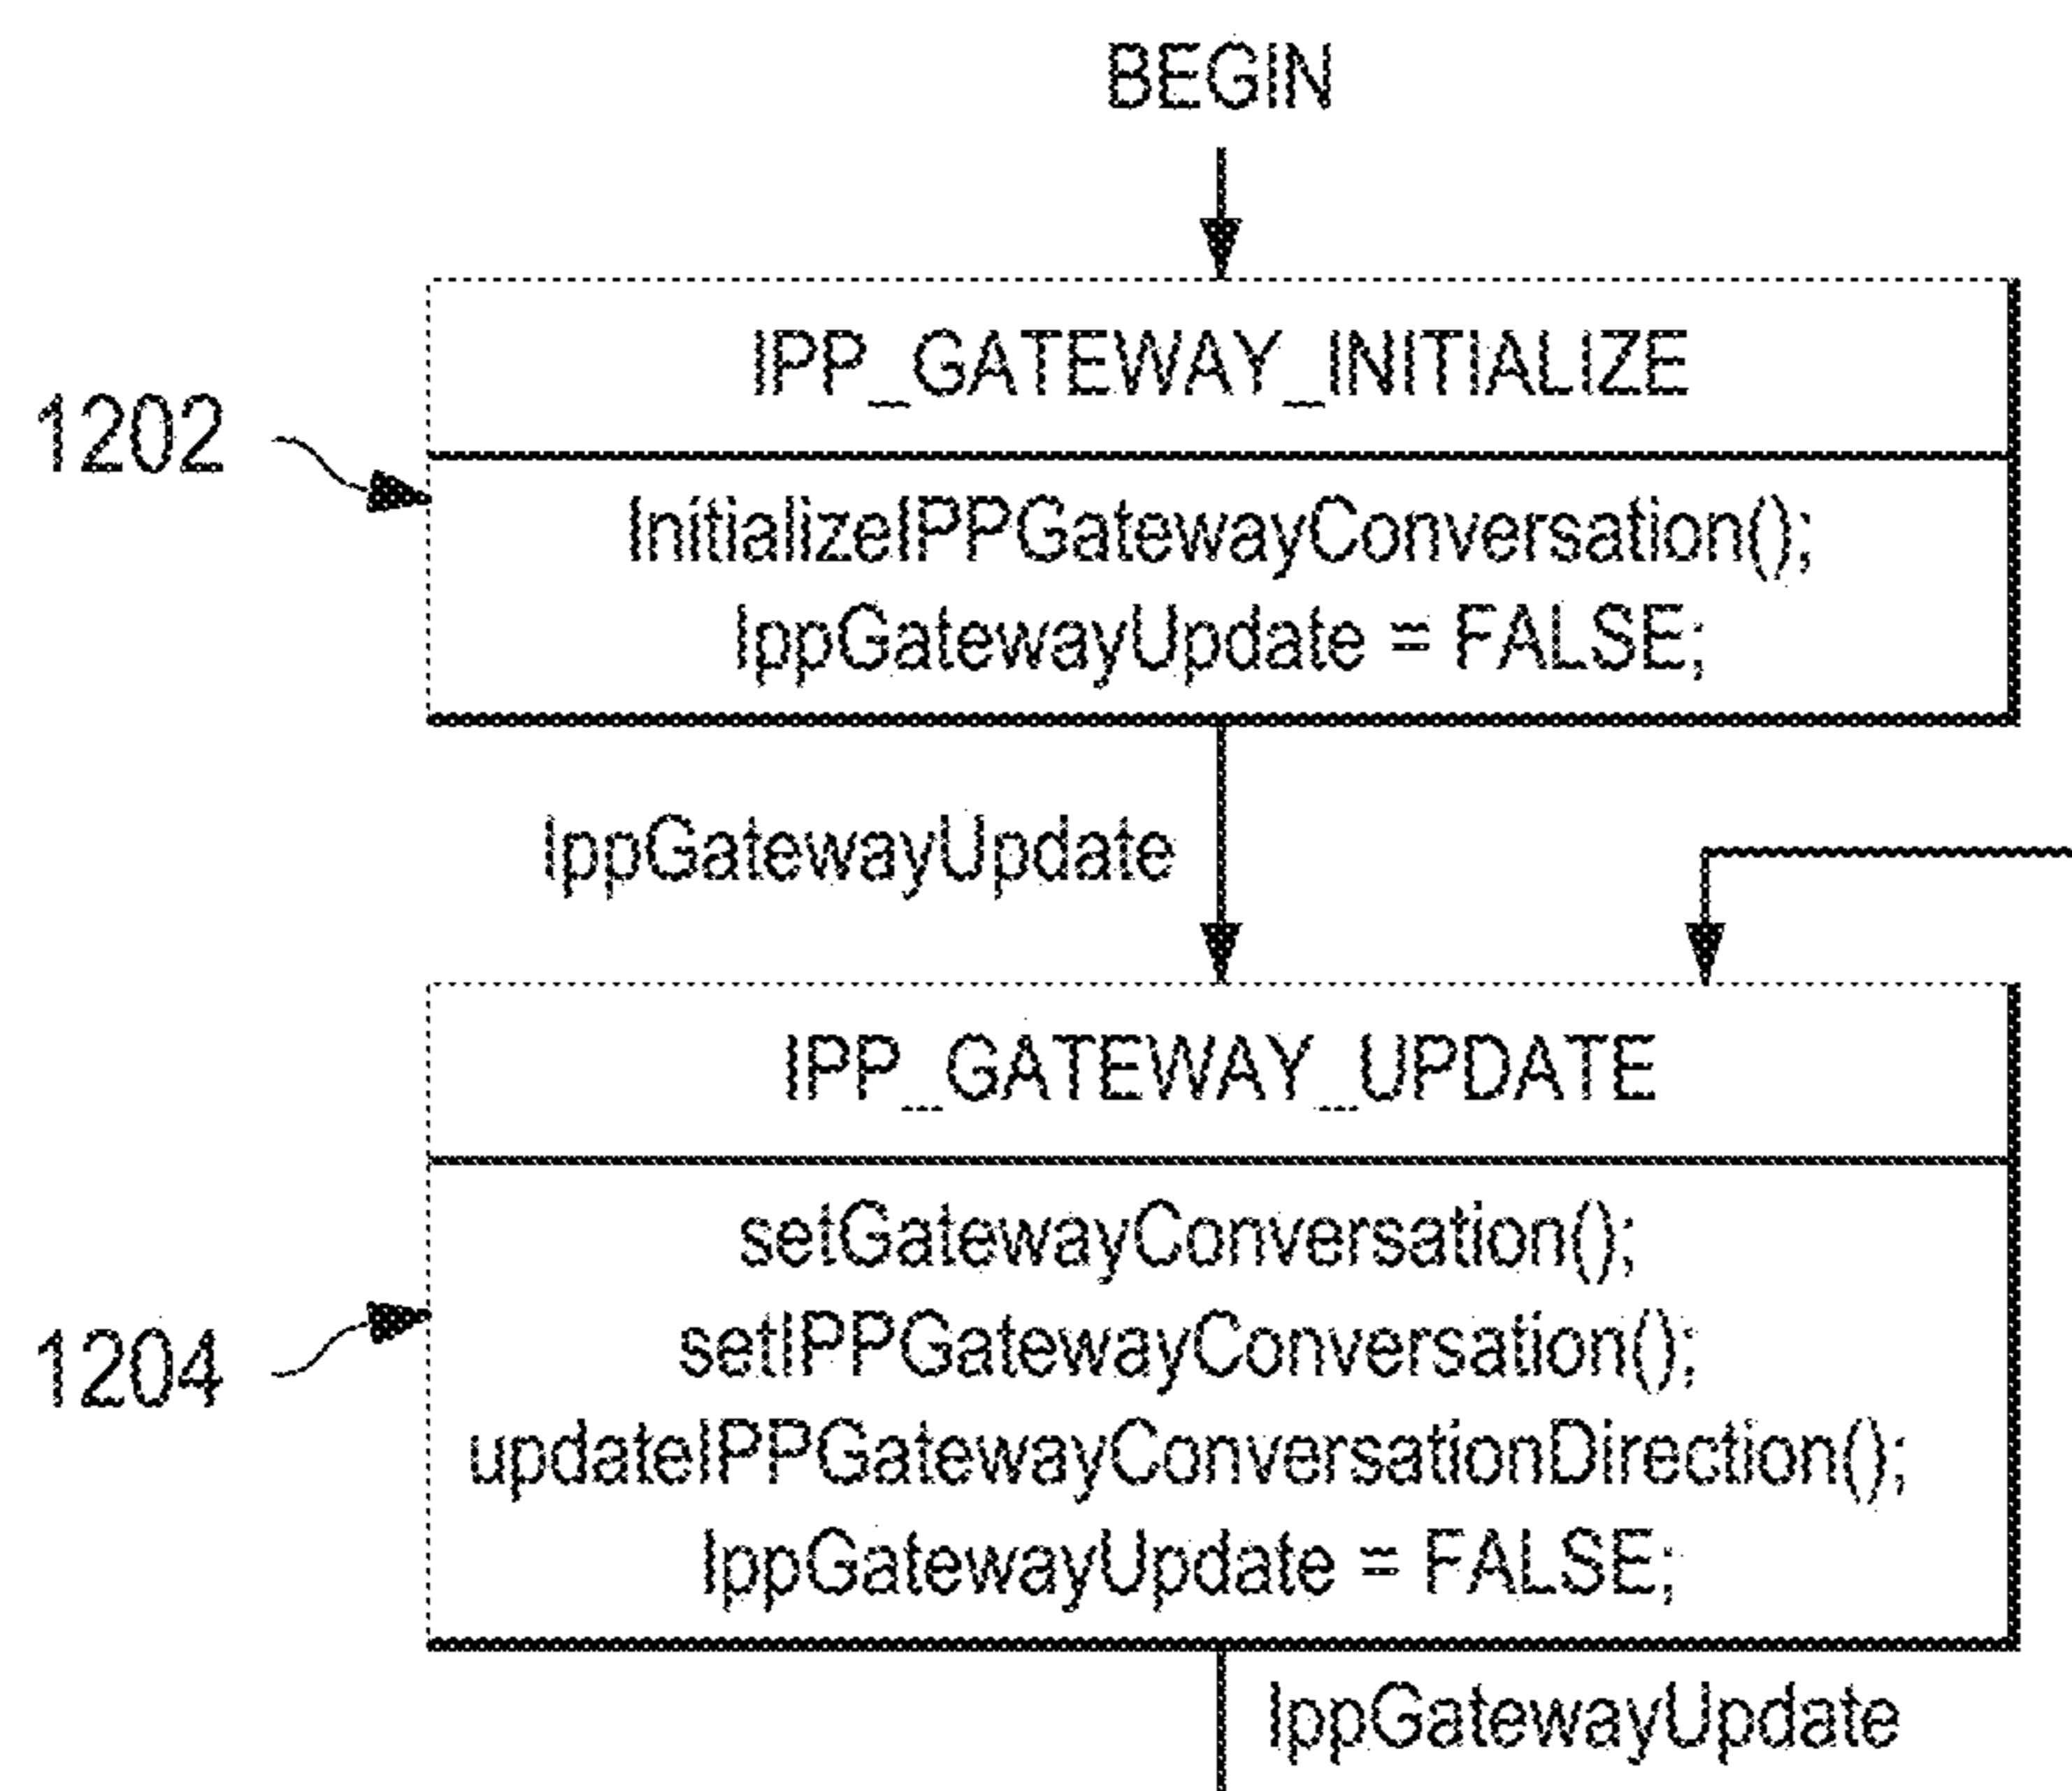 BEGIN
IPP_GATEWAY_INITIALIZE
1202
InitializeIPPGatewayConversation();
IppGatewayUpdate = FALSE;
IppGatewayUpdate
IPP_GATEWAY_UPDATE
setGatewayConversation();
setIPPGatewayConversation();
1204
updateIPPGatewayConversationDirection();
IppGatewayUpdate = FALSE;
IppGatewayUpdate